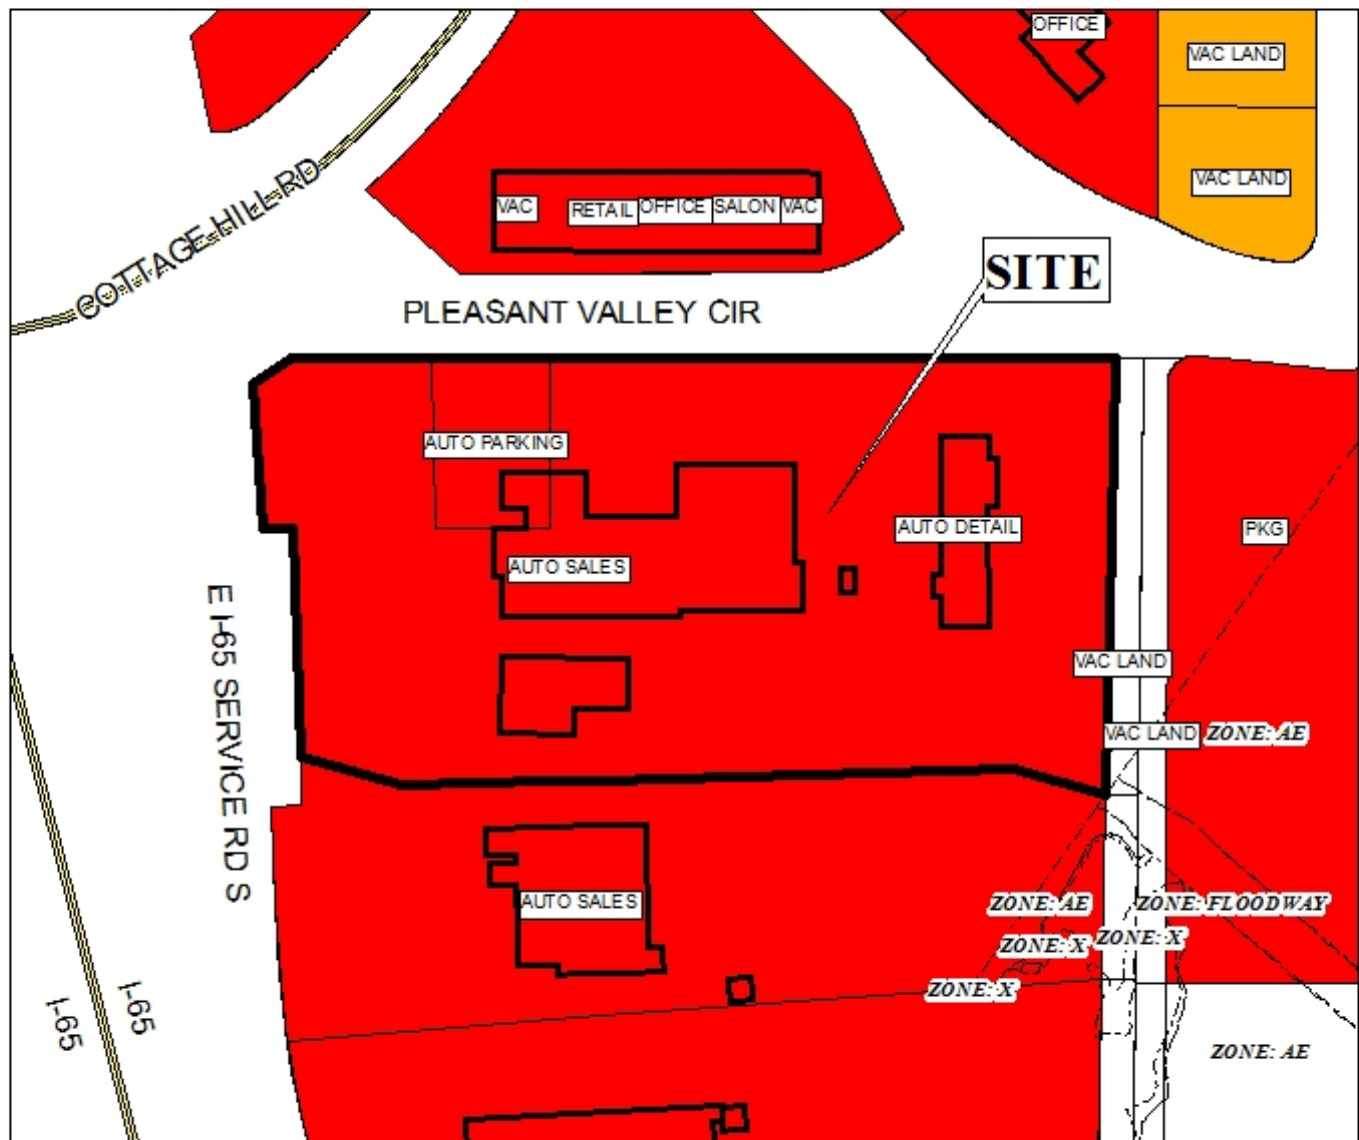 OFFICE
VAC LAND
VAC LAND
COTTAGE HILL RD
VAC
RETAIL
OFFICE
SALON
VAC
SITE
PLEASANT VALLEY CIR
AUTO PARKING
AUTO DETAIL
PKG
AUTO SALES
E I-65 SERVICE RD S
VAC LAND
VAC LAND
ZONE: AE
AUTO SALES
ZONE: AE
ZONE: FLOODWAY
ZONE: X
ZONE: X
ZONE: X
I-65
I-65
ZONE: AE